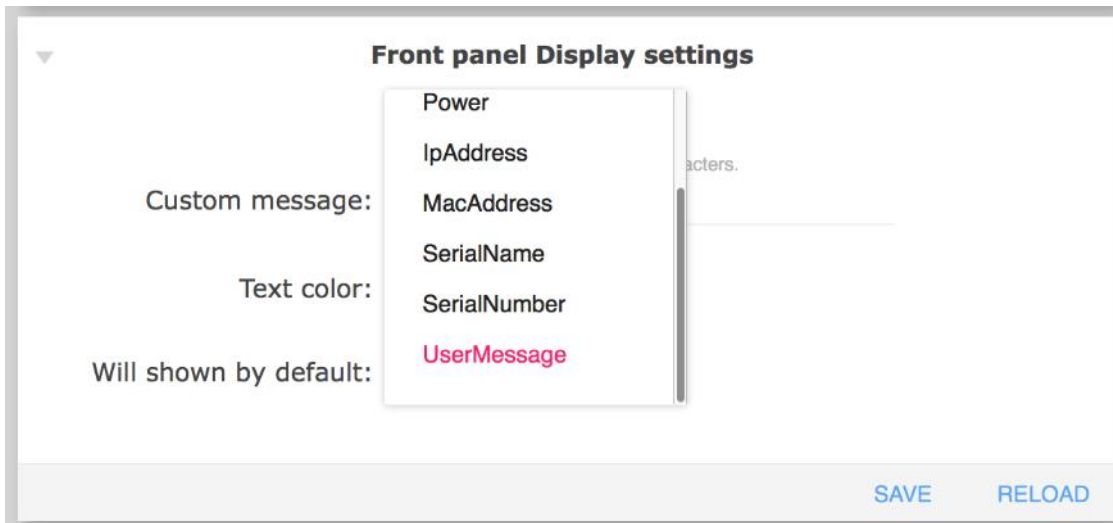 Front panel Display settings
Power
IpAddress
acters.
MacAddress
Custom message:
SerialName
Text color:
SerialNumber
UserMessage
Will shown by default:
SAVE RELOAD